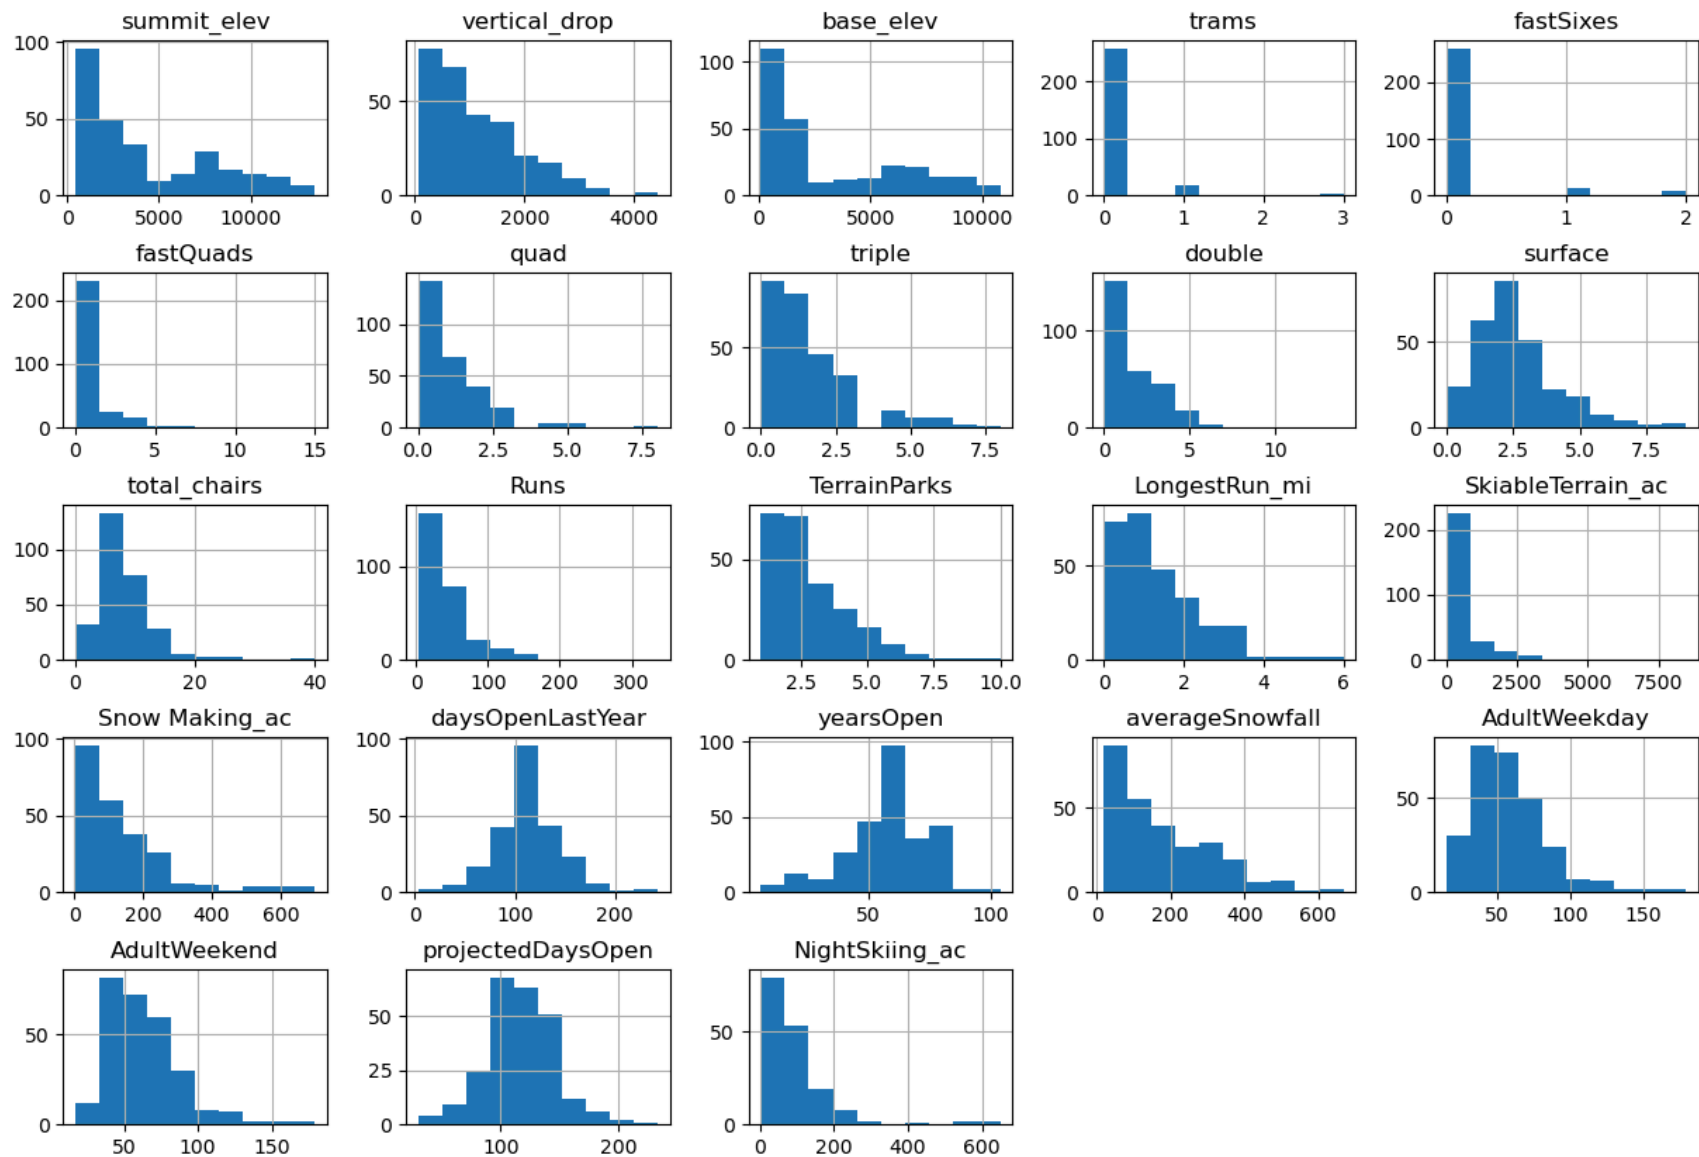 summit_elev vertical_drop base_elev trams fastSixes
100 50 0 50 0 100 50 0 200 100 0 200 100 0
0 5000 10000 0 2000 4000 0 5000 10000 0 1 2 3 0 1 2
fastQuads quad triple double surface
200 100 0 100 50 0 50 0 100 0 50 0
0 5 10 15 0.0 2.5 5.0 7.5 0.0 2.5 5.0 7.5 0 5 10 0.0 2.5 5.0 7.5
total_chairs Runs TerrainParks LongestRun_mi SkiableTerrain_ac
100 50 0 100 0 50 0 50 0 200 100 0
0 20 40 0 100 200 300 2.5 5.0 7.5 10.0 0 2 4 6 0 2500 5000 7500
Snow Making_ac daysOpenLastYear yearsOpen averageSnowfall AdultWeekday
100 50 0 100 50 0 100 50 0 50 0 50 0
0 200 400 600 0 100 200 50 100 0 200 400 600 50 100 150
AdultWeekend projectedDaysOpen NightSkiing_ac
50 0 50 25 0 50 0
50 100 150 100 200 0 200 400 600